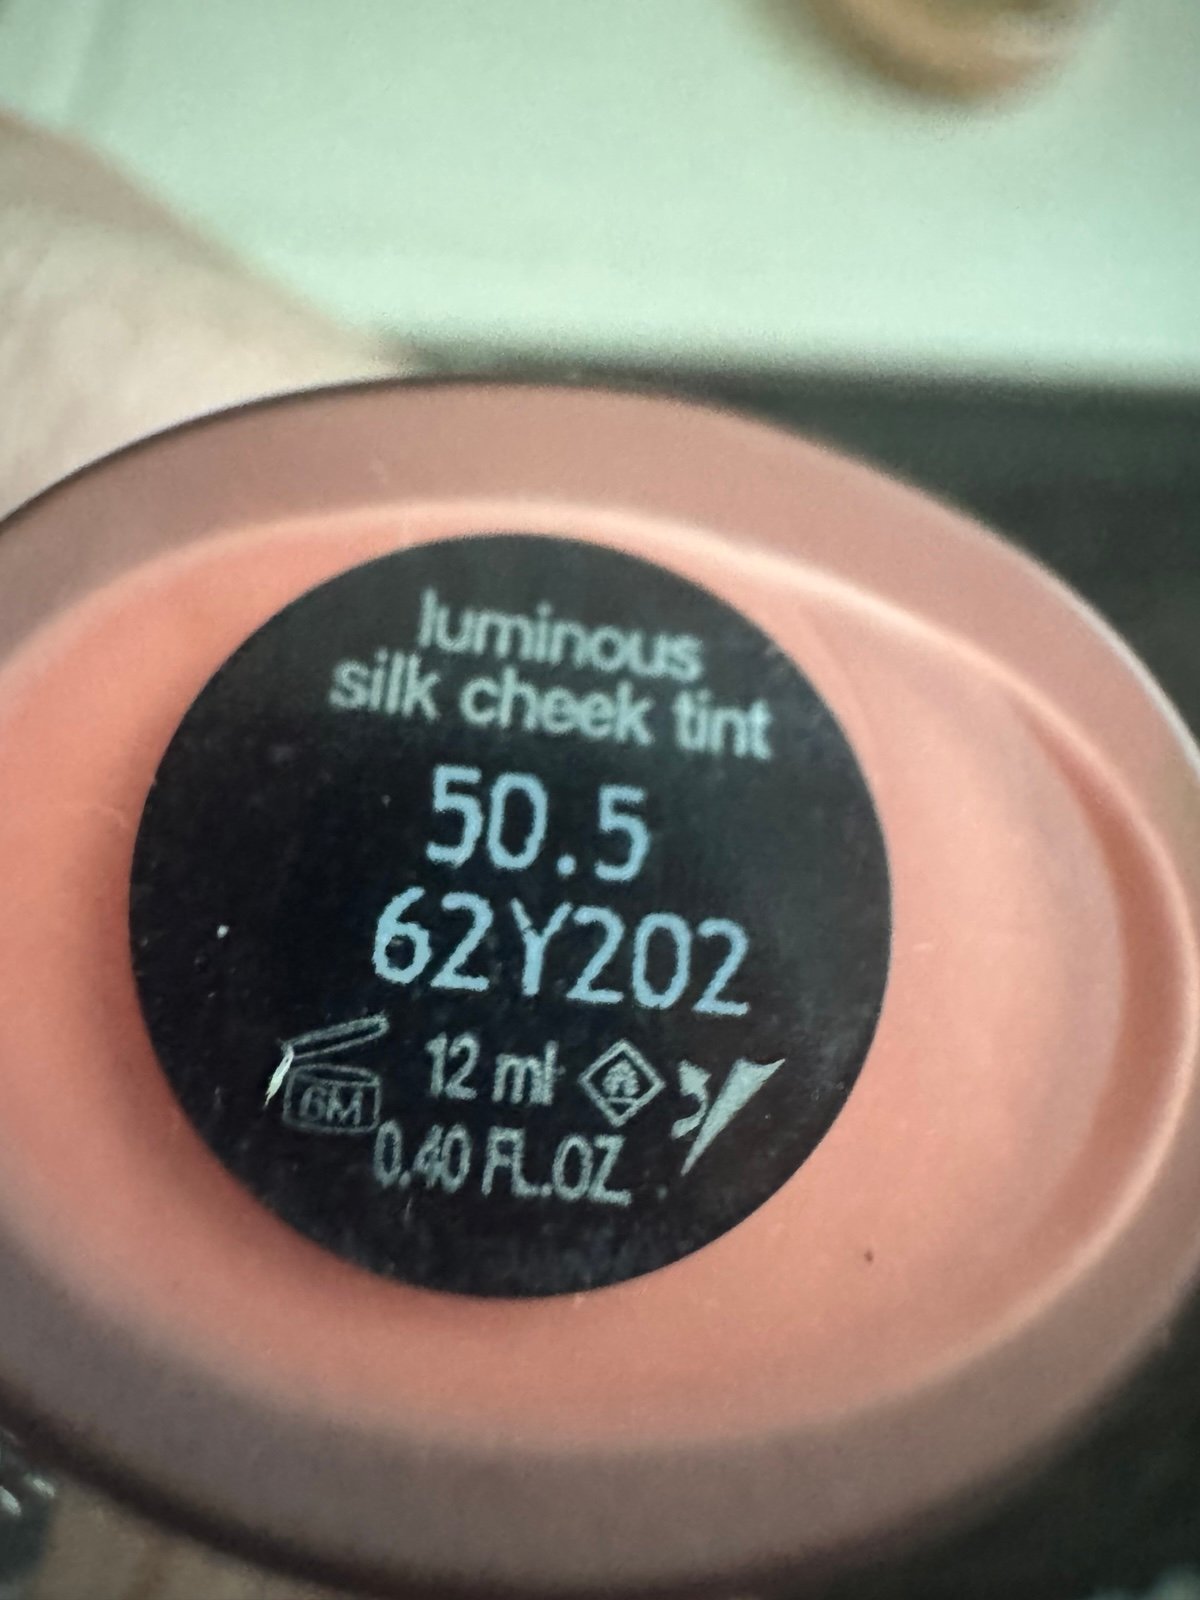 luminous
silk cheek tint
50.5
62Y202
6M
12 ml
0.40 FL.OZ